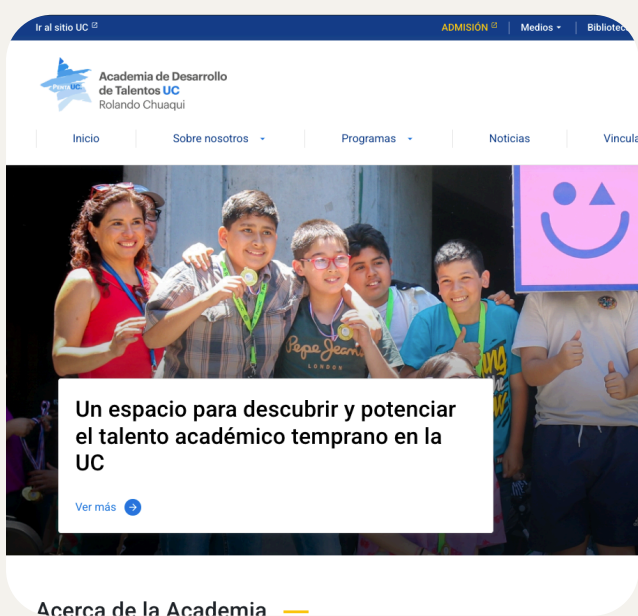 Ir al sitio UC
ADMISIÓN
Medios
PENTA UC
Academia de Desarrollo
de Talentos UC
Rolando Chuaqui
Inicio
Sobre nosotros
Programas
Noticias
Pepe Jeans
LONDON
Un espacio para descubrir y potenciar
el talento académico temprano en la
UC
Ver más
Acerca de la Academia